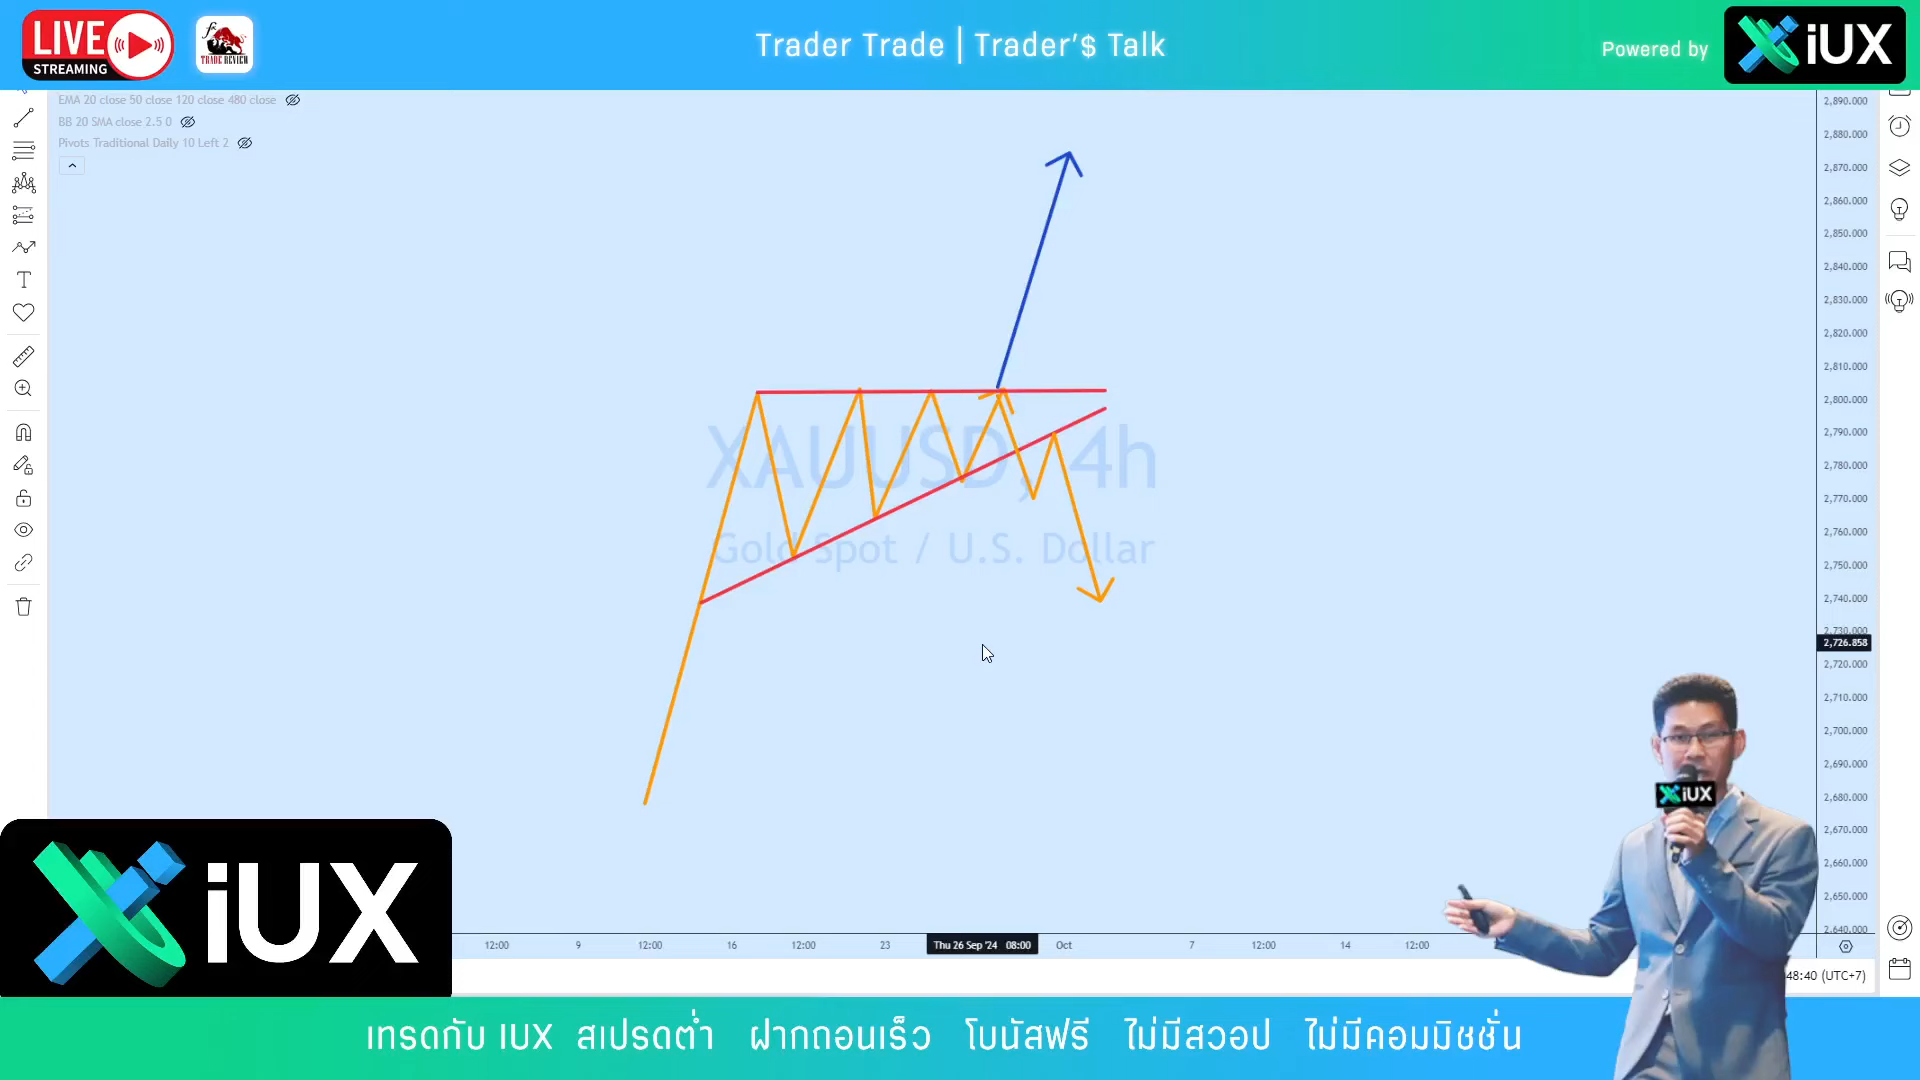 LIVE
STREAMING
fx
TRADE REVIEW
Trader Trade | Trader'$ Talk
Powered by
iUX
EMA 20 close 50 close 120 close 480 close
BB 20 SMA close 2.5 0
Pivots Traditional Daily 10 Left 2
XAUUSD, 4h
Gold Spot / U.S. Dollar
2,890.000
2,880.000
2,870.000
2,860.000
2,850.000
2,840.000
2,830.000
2,820.000
2,810.000
2,800.000
2,790.000
2,780.000
2,770.000
2,760.000
2,750.000
2,740.000
2,730.000
2,726.858
2,720.000
2,710.000
2,700.000
2,690.000
2,680.000
2,670.000
2,660.000
2,650.000
2,640.000
iUX
iUX
12:00 9 12:00 16 12:00 23 Thu 26 Sep '24 08:00 Oct 7 12:00 14 12:00
48:40 (UTC+7)
เทรดกับ IUX สเปรดต่ำ ฝากถอนเร็ว โบนัสฟรี ไม่มีสวอป ไม่มีคอมมิชชั่น